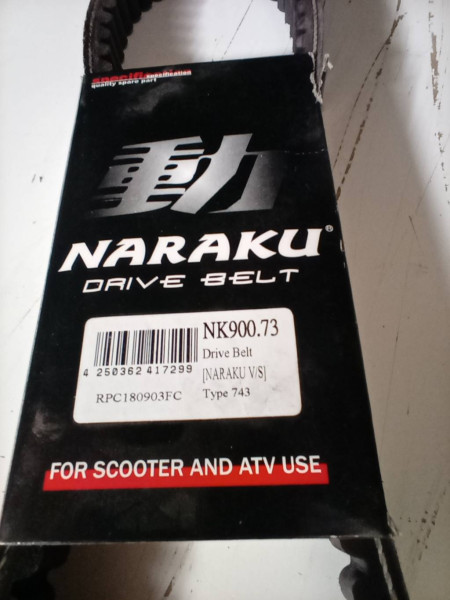 specification
quality spare part
動
NARAKU®
DRIVE BELT
NK900.73
Drive Belt
[NARAKU V/S]
Type 743
4 250362 417299
RPC180903FC
FOR SCOOTER AND ATV USE